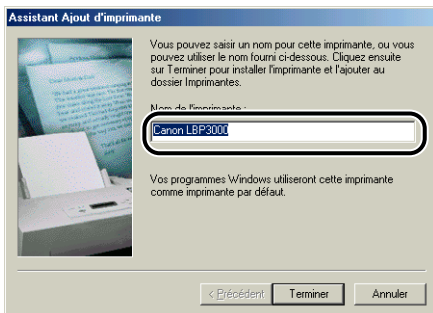 Assistant Ajout d'imprimante
Vous pouvez saisir un nom pour cette imprimante, ou vous
pouvez utiliser le nom fourni ci-dessous. Cliquez ensuite
sur Terminer pour installer l'imprimante et l'ajouter au
dossier Imprimantes.
Nom de l'imprimante :
Canon LBP3000
Vos programmes Windows utiliseront cette imprimante
comme imprimante par défaut.
< Précédent Terminer Annuler